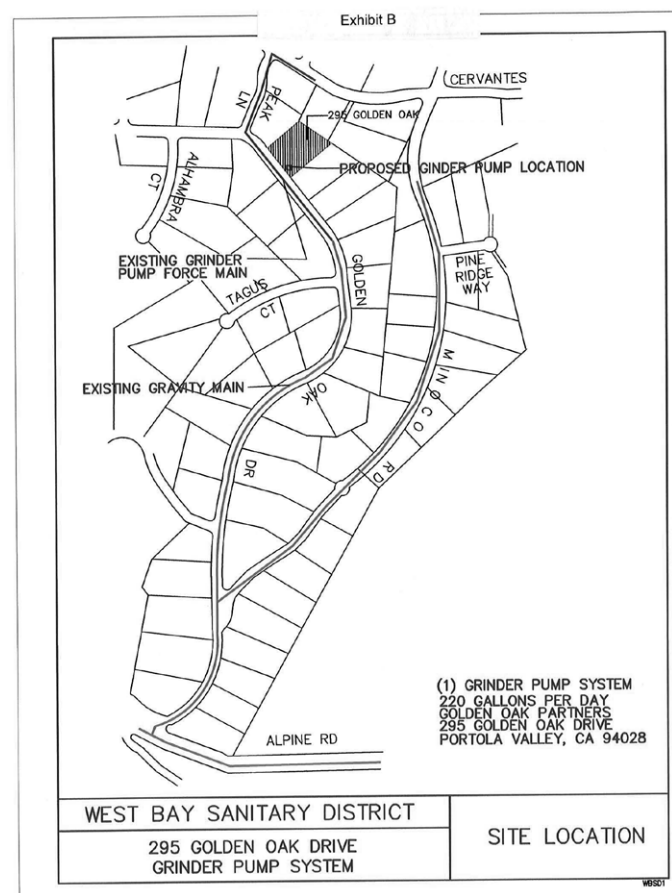 Exhibit B
CERVANTES
PEAK
LN
295 GOLDEN OAK
PROPOSED GINDER PUMP LOCATION
ALHAMBRA
CT
EXISTING GRINDER
PUMP FORCE MAIN
GOLDEN
PINE
RIDGE
WAY
TAGUS
CT
EXISTING GRAVITY MAIN
OAK
MINOCO
RD
DR
(1) GRINDER PUMP SYSTEM
220 GALLONS PER DAY
GOLDEN OAK PARTNERS
295 GOLDEN OAK DRIVE
PORTOLA VALLEY, CA 94028
ALPINE RD
WEST BAY SANITARY DISTRICT
295 GOLDEN OAK DRIVE
GRINDER PUMP SYSTEM
SITE LOCATION
WBSD1